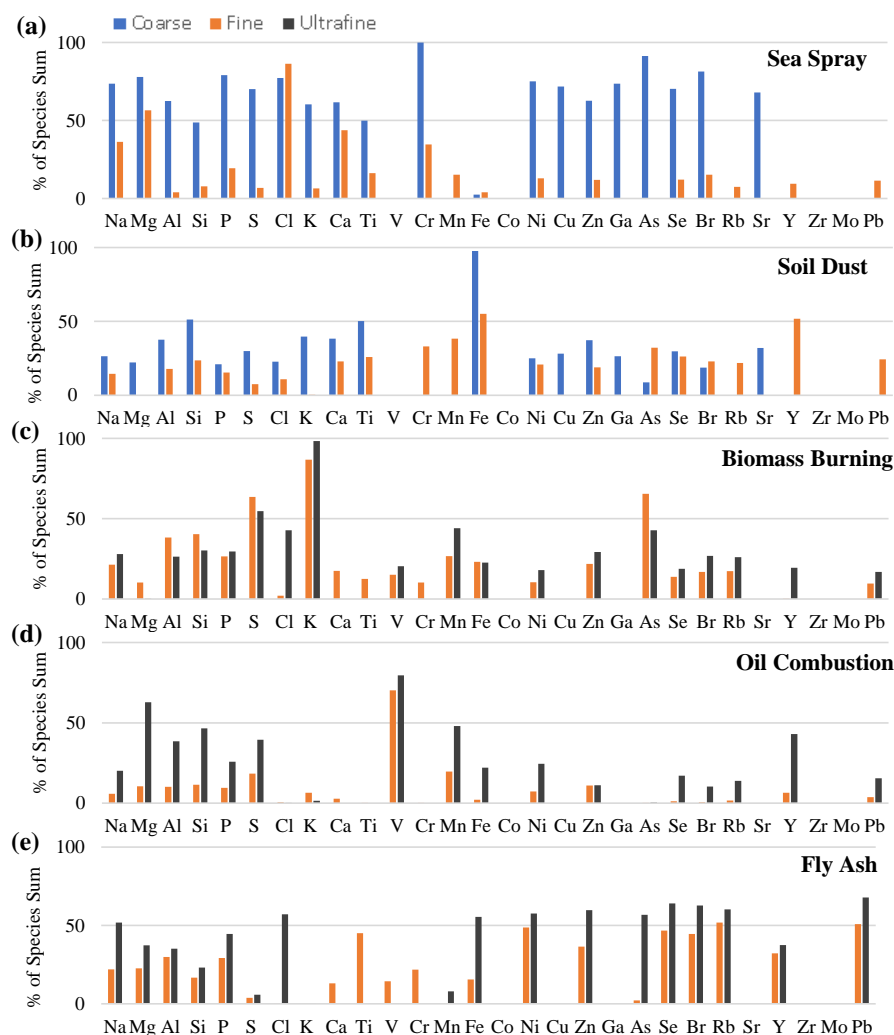 (a)
Coarse Fine Ultrafine
100
Sea Spray
50
0
% of Species Sum
Na Mg Al Si P S Cl K Ca Ti V Cr Mn Fe Co Ni Cu Zn Ga As Se Br Rb Sr Y Zr Mo Pb
(b)
100
Soil Dust
50
0
% of Species Sum
Na Mg Al Si P S Cl K Ca Ti V Cr Mn Fe Co Ni Cu Zn Ga As Se Br Rb Sr Y Zr Mo Pb
(c)
100
Biomass Burning
50
0
% of Species Sum
Na Mg Al Si P S Cl K Ca Ti V Cr Mn Fe Co Ni Cu Zn Ga As Se Br Rb Sr Y Zr Mo Pb
(d)
100
Oil Combustion
50
0
% of Species Sum
Na Mg Al Si P S Cl K Ca Ti V Cr Mn Fe Co Ni Cu Zn Ga As Se Br Rb Sr Y Zr Mo Pb
(e)
100
Fly Ash
50
0
% of Species Sum
Na Mg Al Si P S Cl K Ca Ti V Cr Mn Fe Co Ni Cu Zn Ga As Se Br Rb Sr Y Zr Mo Pb